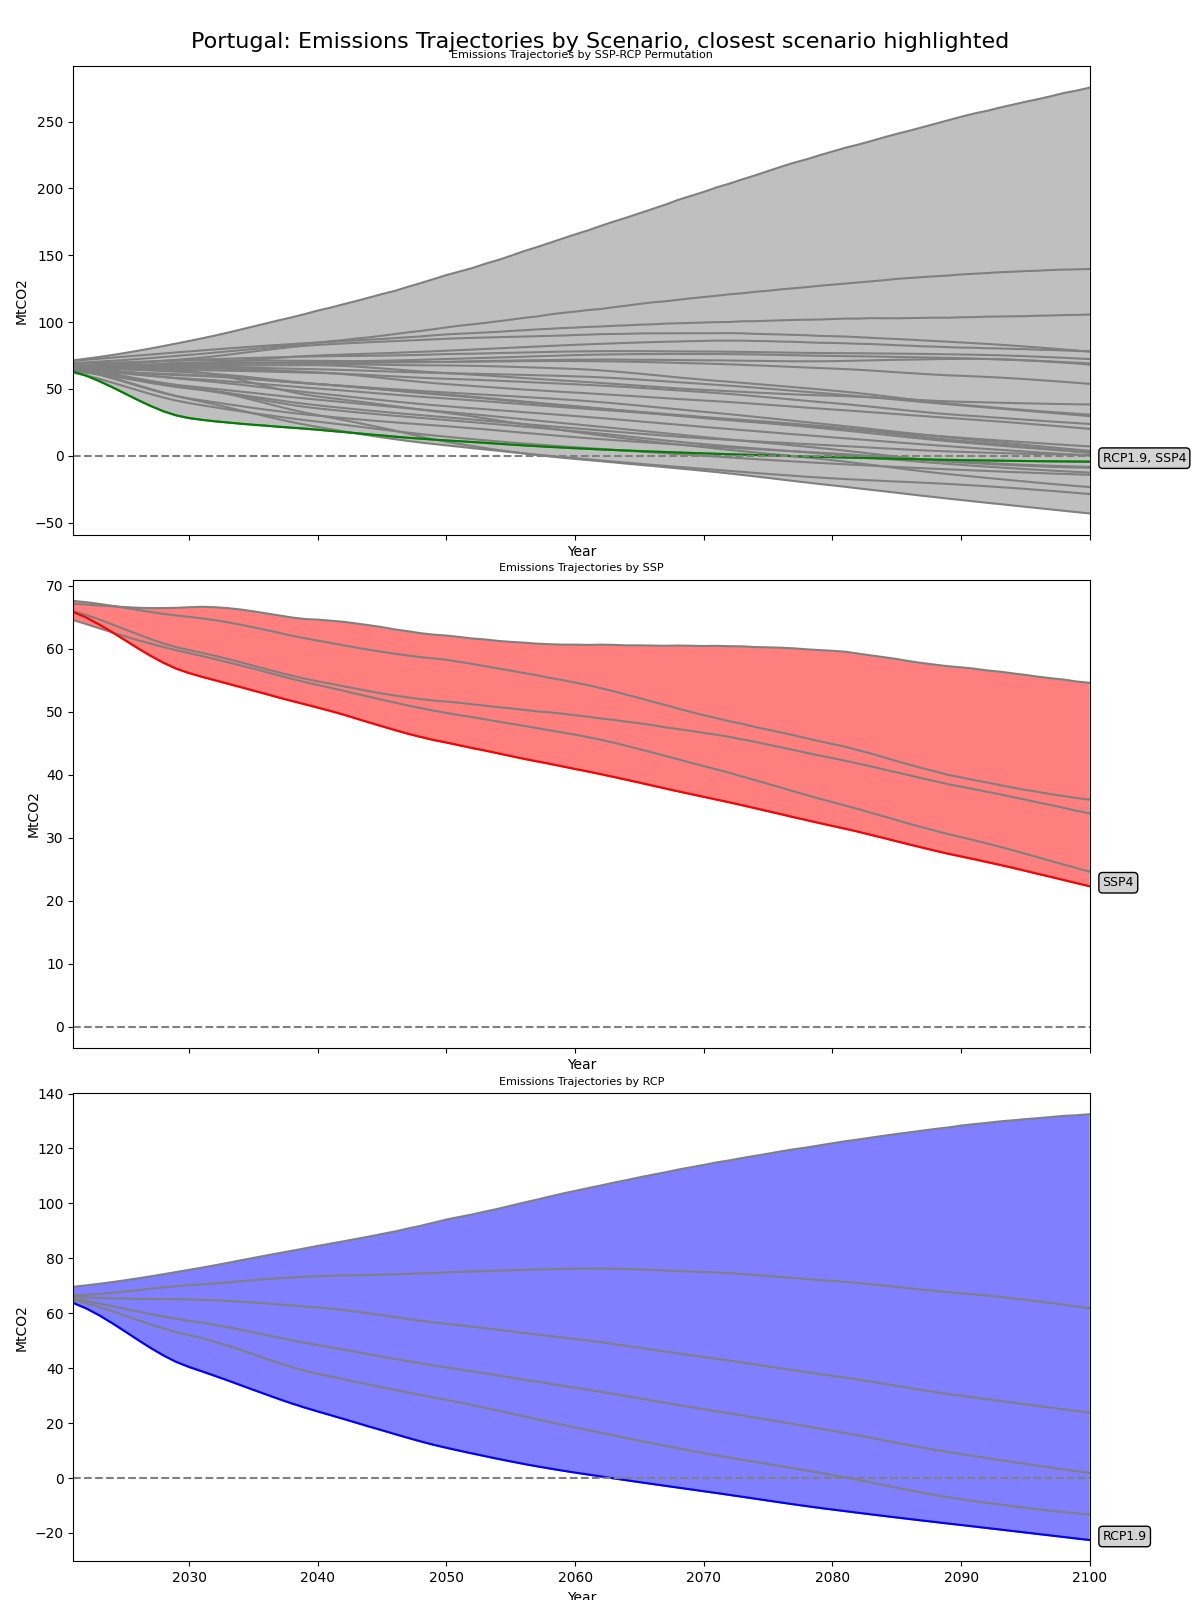 Portugal: Emissions Trajectories by Scenario, closest scenario highlighted
Emissions Trajectories by SSP-RCP Permutation
250
200
150
100
50
0
−50
MtCO2
RCP1.9, SSP4
Year
Emissions Trajectories by SSP
70
60
50
40
30
20
10
0
MtCO2
SSP4
Year
Emissions Trajectories by RCP
140
120
100
80
60
40
20
0
−20
MtCO2
RCP1.9
2030 2040 2050 2060 2070 2080 2090 2100
Year